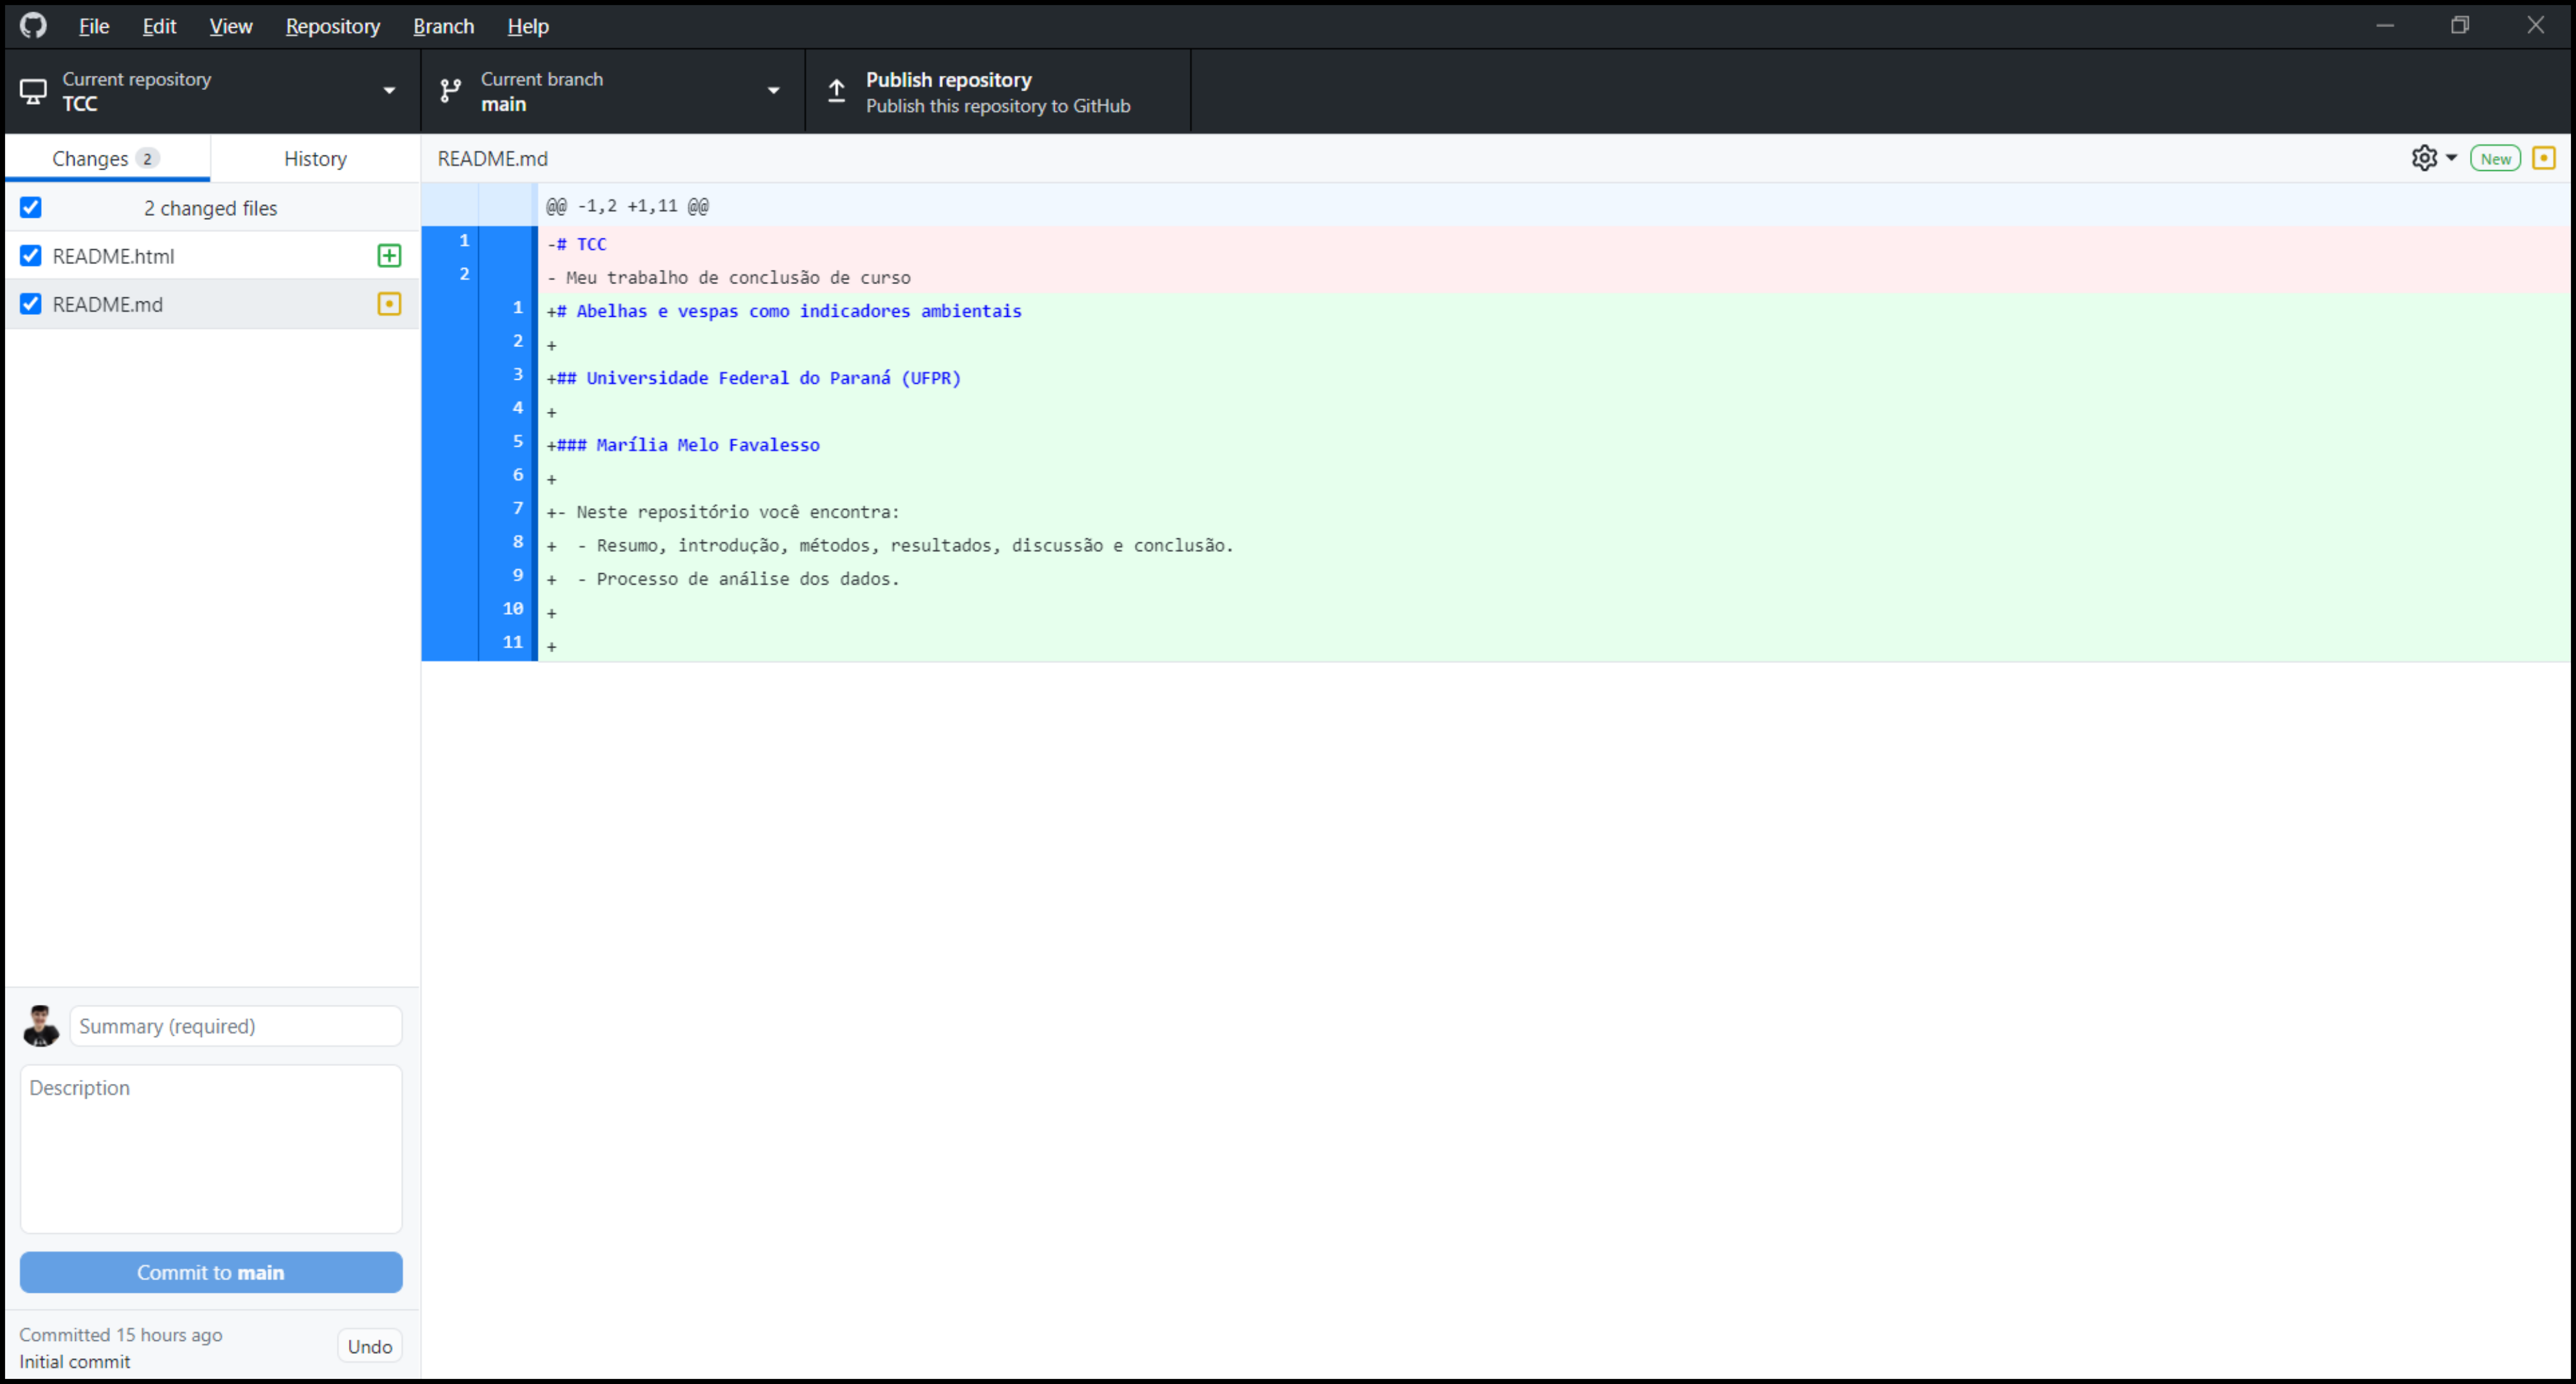 File Edit View Repository Branch Help
Current repository
TCC
Current branch
main
Publish repository
Publish this repository to GitHub
Changes 2 History
README.md
New
2 changed files
README.html
README.md
@@ -1,2 +1,11 @@
1 -# TCC
2 - Meu trabalho de conclusão de curso
1 +# Abelhas e vespas como indicadores ambientais
2 +
3 +## Universidade Federal do Paraná (UFPR)
4 +
5 +### Marília Melo Favalesso
6 +
7 +- Neste repositório você encontra:
8 +  - Resumo, introdução, métodos, resultados, discussão e conclusão.
9 +  - Processo de análise dos dados.
10 +
11 +
Summary (required)
Description
Commit to main
Committed 15 hours ago
Initial commit
Undo